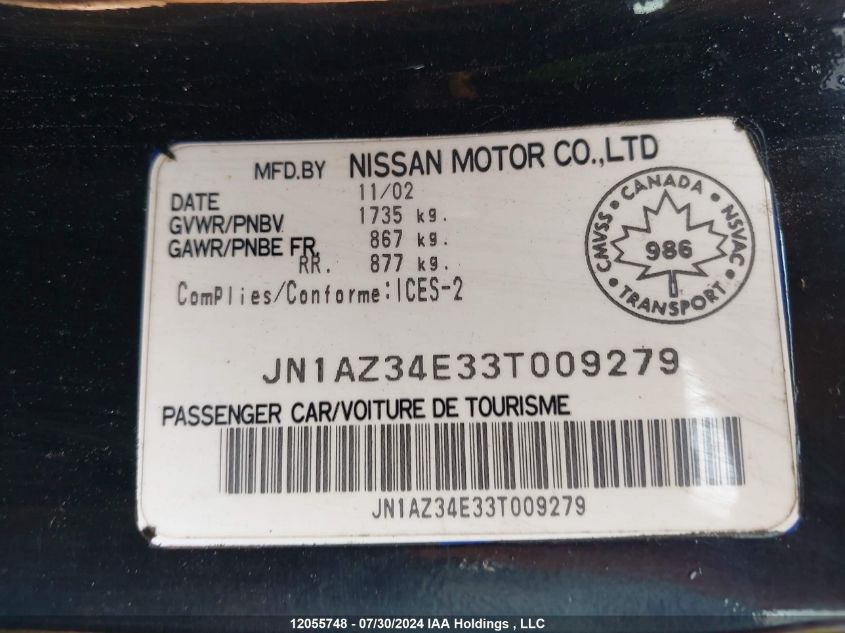 MFD.BY NISSAN MOTOR CO.,LTD
DATE 11/02
GVWR/PNBV 1735 kg.
GAWR/PNBE FR. 867 kg.
RR. 877 kg.
ComPlies/Conforme:ICES-2
CANADA
CMVSS • NSVAC
986
TRANSPORT
JN1AZ34E33T009279
PASSENGER CAR/VOITURE DE TOURISME
JN1AZ34E33T009279
12055748 - 07/30/2024 IAA Holdings , LLC